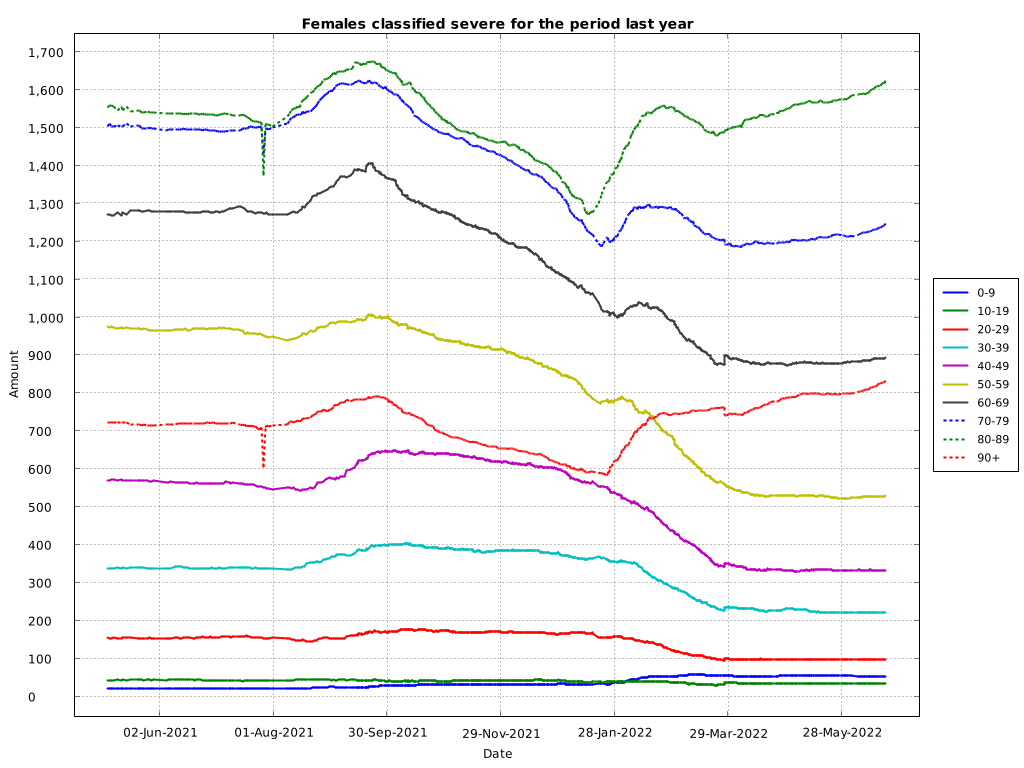 Females classified severe for the period last year
1,700
1,600
1,500
1,400
1,300
1,200
1,100
1,000
900
800
700
600
500
400
300
200
100
0
Amount
02-Jun-2021
01-Aug-2021
30-Sep-2021
29-Nov-2021
28-Jan-2022
29-Mar-2022
28-May-2022
Date
0-9
10-19
20-29
30-39
40-49
50-59
60-69
70-79
80-89
90+